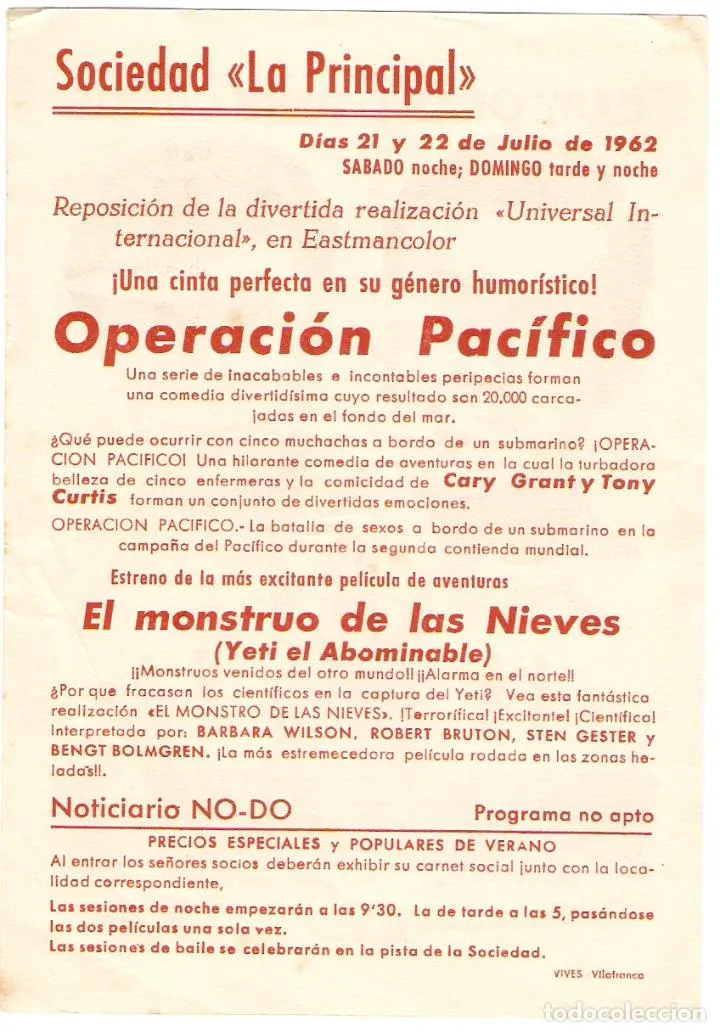 Sociedad «La Principal»
Días 21 y 22 de Julio de 1962
SABADO noche; DOMINGO tarde y noche
Reposición de la divertida realización «Universal In-
ternacional», en Eastmancolor
¡Una cinta perfecta en su género humorístico!
Operación Pacífico
Una serie de inacabables e incontables peripecias forman
una comedia divertidísima cuyo resultado son 20.000 carca-
jadas en el fondo del mar.
¿Qué puede ocurrir con cinco muchachas a bordo de un submarino? ¡OPERA-
CION PACIFICO! Una hilarante comedia de aventuras en la cual la turbadora
belleza de cinco enfermeras y la comicidad de Cary Grant y Tony
Curtis forman un conjunto de divertidas emociones.
OPERACION PACIFICO.- La batalla de sexos a bordo de un submarino en la
campaña del Pacífico durante la segunda contienda mundial.
Estreno de la más excitante película de aventuras
El monstruo de las Nieves
(Yeti el Abominable)
¡¡Monstruos venidos del otro mundo!! ¡¡Alarma en el norte!!
¿Por que fracasan los científicos en la captura del Yeti? Vea esta fantástica
realización «EL MONSTRO DE LAS NIEVES». ¡Terrorífica! ¡Excitante! ¡Científica!
Interpretada por: BARBARA WILSON, ROBERT BRUTON, STEN GESTER y
BENGT BOLMGREN. ¡La más estremecedora película rodada en las zonas he-
ladas!!.
Noticiario NO-DO Programa no apto
PRECIOS ESPECIALES y POPULARES DE VERANO
Al entrar los señores socios deberán exhibir su carnet social junto con la loca-
lidad correspondiente,
Las sesiones de noche empezarán a las 9'30. La de tarde a las 5, pasándose
las dos películas una sola vez.
Las sesiones de baile se celebrarán en la pista de la Sociedad.
VIVES Vilafranca
todocoleccion